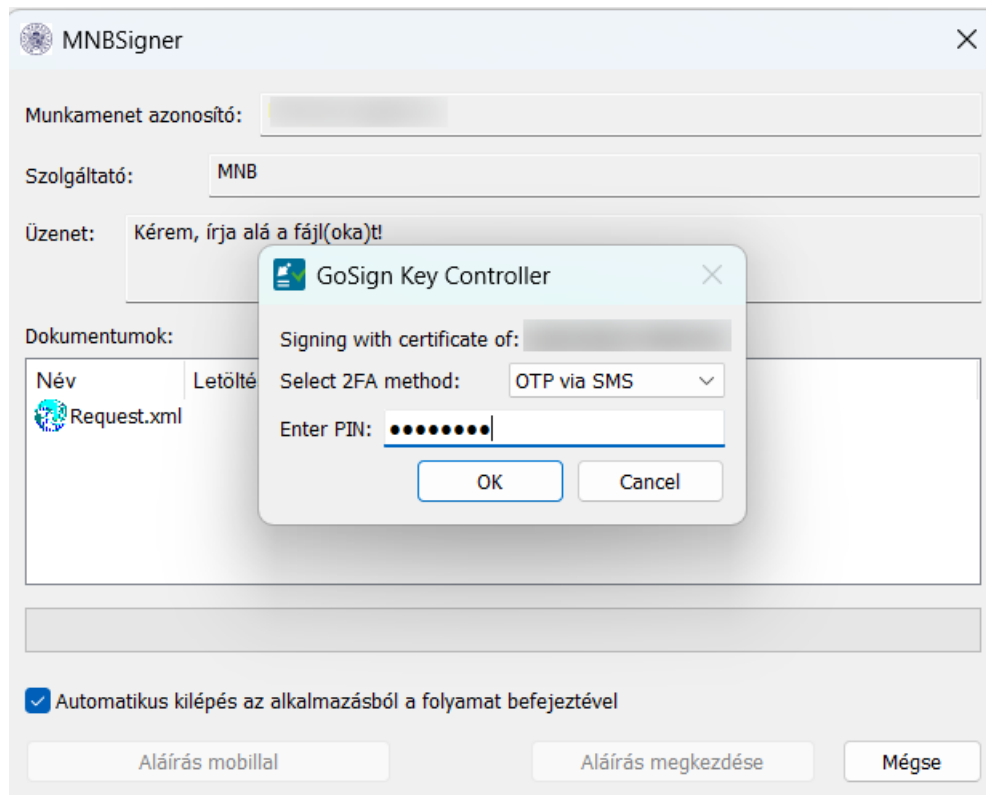 MNBSigner
Munkamenet azonosító:
Szolgáltató: MNB
Üzenet: Kérem, írja alá a fájl(oka)t!
GoSign Key Controller
Signing with certificate of:
Select 2FA method: OTP via SMS
Enter PIN: ●●●●●●●●
OK Cancel
Dokumentumok:
Név Letölté
Request.xml
Automatikus kilépés az alkalmazásból a folyamat befejeztével
Aláírás mobillal Aláírás megkezdése Mégse